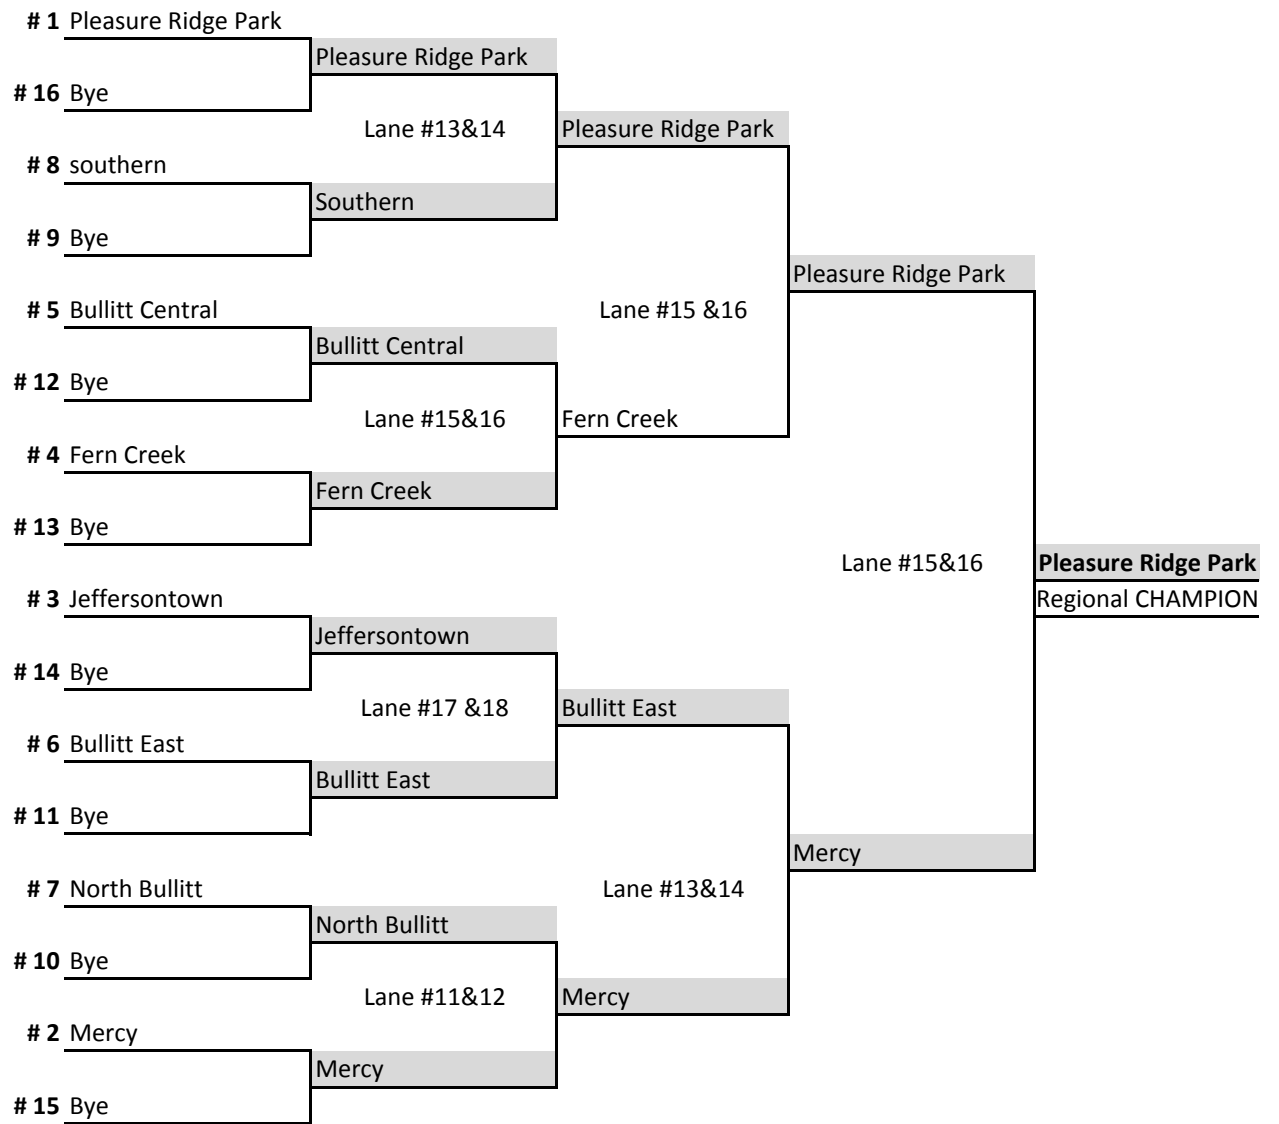 # 1 Pleasure Ridge Park
Pleasure Ridge Park
# 16 Bye
Lane #13&14
Pleasure Ridge Park
# 8 southern
Southern
# 9 Bye
Pleasure Ridge Park
# 5 Bullitt Central
Lane #15 &16
Bullitt Central
# 12 Bye
Lane #15&16
Fern Creek
# 4 Fern Creek
Fern Creek
# 13 Bye
Lane #15&16
Pleasure Ridge Park
# 3 Jeffersontown
Regional CHAMPION
Jeffersontown
# 14 Bye
Lane #17 &18
Bullitt East
# 6 Bullitt East
Bullitt East
# 11 Bye
Mercy
# 7 North Bullitt
Lane #13&14
North Bullitt
# 10 Bye
Lane #11&12
Mercy
# 2 Mercy
Mercy
# 15 Bye